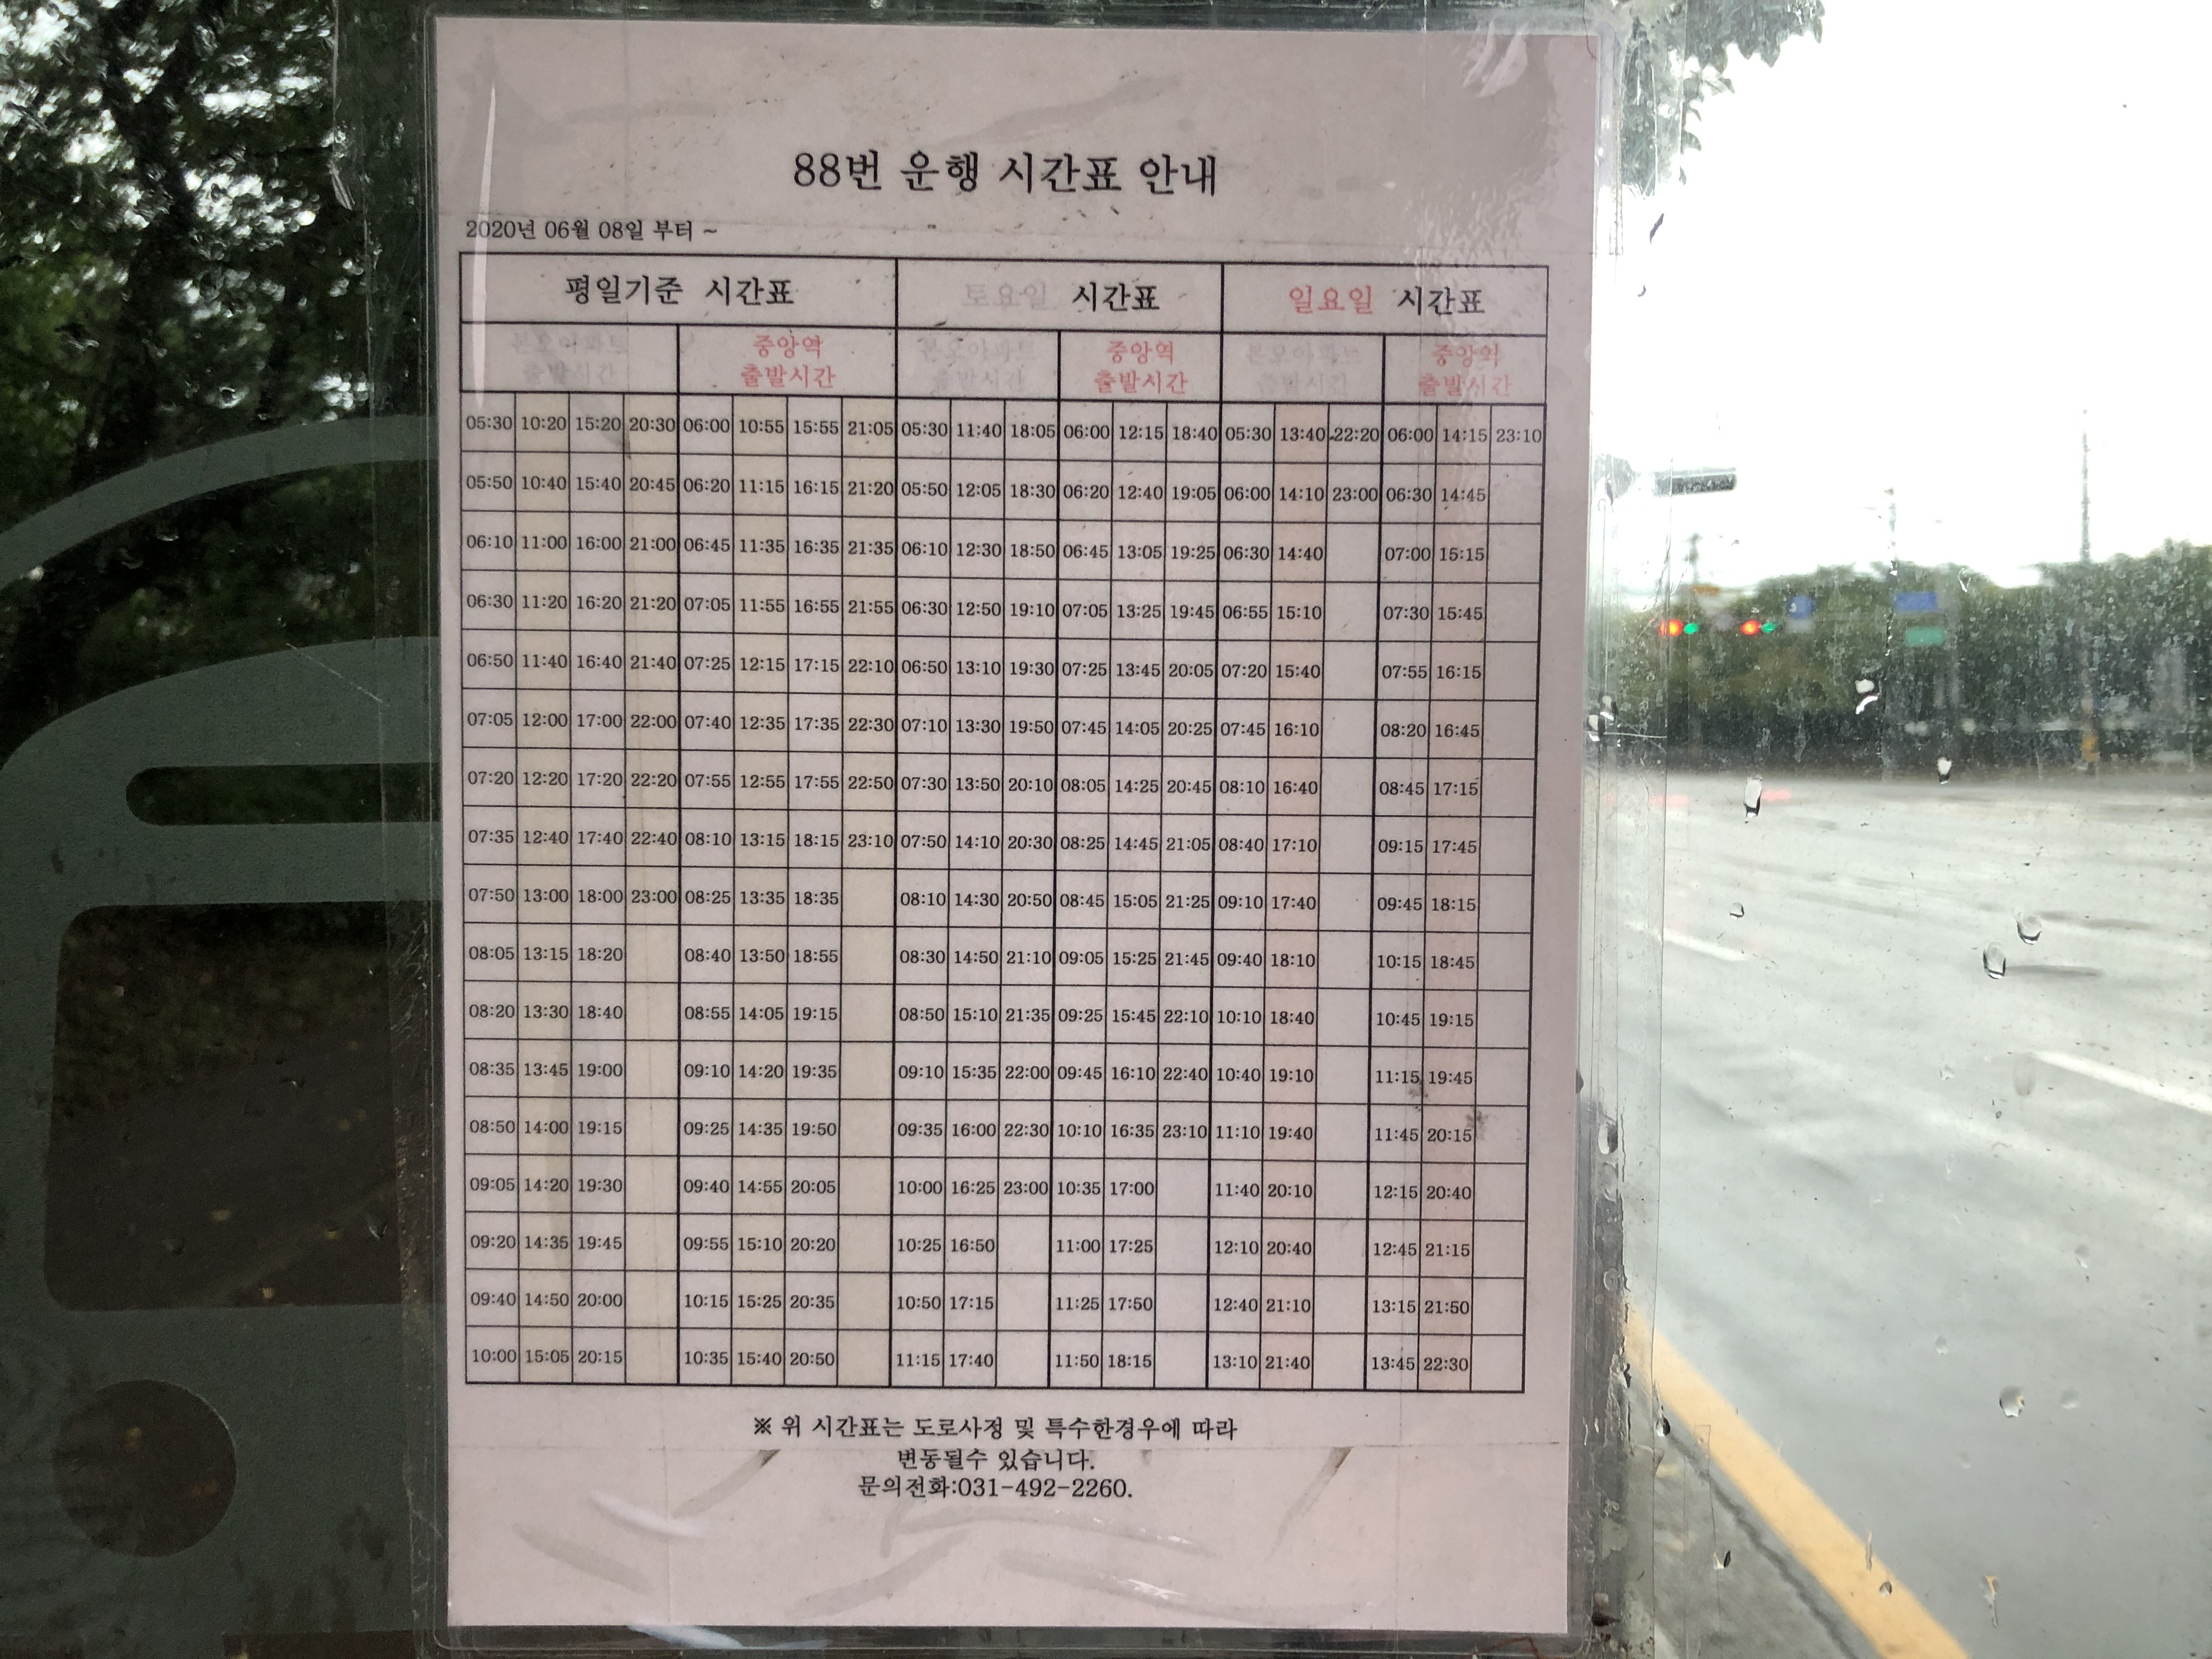 88번 운행 시간표 안내
2020년 06월 08일 부터 ~
평일기준 시간표 토요일 시간표 일요일 시간표
본오아파트 중앙역 본오아파트 중앙역 본오아파트 중앙역
출발시간 출발시간 출발시간 출발시간 출발시간 출발시간
05:30 10:20 15:20 20:30 06:00 10:55 15:55 21:05 05:30 11:40 18:05 06:00 12:15 18:40 05:30 13:40 22:20 06:00 14:15 23:10
05:50 10:40 15:40 20:45 06:20 11:15 16:15 21:20 05:50 12:05 18:30 06:20 12:40 19:05 06:00 14:10 23:00 06:30 14:45
06:10 11:00 16:00 21:00 06:45 11:35 16:35 21:35 06:10 12:30 18:50 06:45 13:05 19:25 06:30 14:40 07:00 15:15
06:30 11:20 16:20 21:20 07:05 11:55 16:55 21:55 06:30 12:50 19:10 07:05 13:25 19:45 06:55 15:10 07:30 15:45
06:50 11:40 16:40 21:40 07:25 12:15 17:15 22:10 06:50 13:10 19:30 07:25 13:45 20:05 07:20 15:40 07:55 16:15
07:05 12:00 17:00 22:00 07:40 12:35 17:35 22:30 07:10 13:30 19:50 07:45 14:05 20:25 07:45 16:10 08:20 16:45
07:20 12:20 17:20 22:20 07:55 12:55 17:55 22:50 07:30 13:50 20:10 08:05 14:25 20:45 08:10 16:40 08:45 17:15
07:35 12:40 17:40 22:40 08:10 13:15 18:15 23:10 07:50 14:10 20:30 08:25 14:45 21:05 08:40 17:10 09:15 17:45
07:50 13:00 18:00 23:00 08:25 13:35 18:35 08:10 14:30 20:50 08:45 15:05 21:25 09:10 17:40 09:45 18:15
08:05 13:15 18:20 08:40 13:50 18:55 08:30 14:50 21:10 09:05 15:25 21:45 09:40 18:10 10:15 18:45
08:20 13:30 18:40 08:55 14:05 19:15 08:50 15:10 21:35 09:25 15:45 22:10 10:10 18:40 10:45 19:15
08:35 13:45 19:00 09:10 14:20 19:35 09:10 15:35 22:00 09:45 16:10 22:40 10:40 19:10 11:15 19:45
08:50 14:00 19:15 09:25 14:35 19:50 09:35 16:00 22:30 10:10 16:35 23:10 11:10 19:40 11:45 20:15
09:05 14:20 19:30 09:40 14:55 20:05 10:00 16:25 23:00 10:35 17:00 11:40 20:10 12:15 20:40
09:20 14:35 19:45 09:55 15:10 20:20 10:25 16:50 11:00 17:25 12:10 20:40 12:45 21:15
09:40 14:50 20:00 10:15 15:25 20:35 10:50 17:15 11:25 17:50 12:40 21:10 13:15 21:50
10:00 15:05 20:15 10:35 15:40 20:50 11:15 17:40 11:50 18:15 13:10 21:40 13:45 22:30
※ 위 시간표는 도로사정 및 특수한경우에 따라
변동될수 있습니다.
문의전화:031-492-2260.